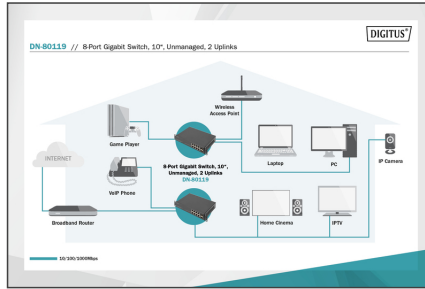 DIGITUS®
DN-80119 // 8-Port Gigabit Switch, 10", Unmanaged, 2 Uplinks
Wireless
Access Point
Game Player
INTERNET
8-Port Gigabit Switch, 10",
Unmanaged, 2 Uplinks
DN-80119
Laptop
PC
IP Camera
VoIP Phone
Broadband Router
Home Cinema
IPTV
10/100/1000Mbps